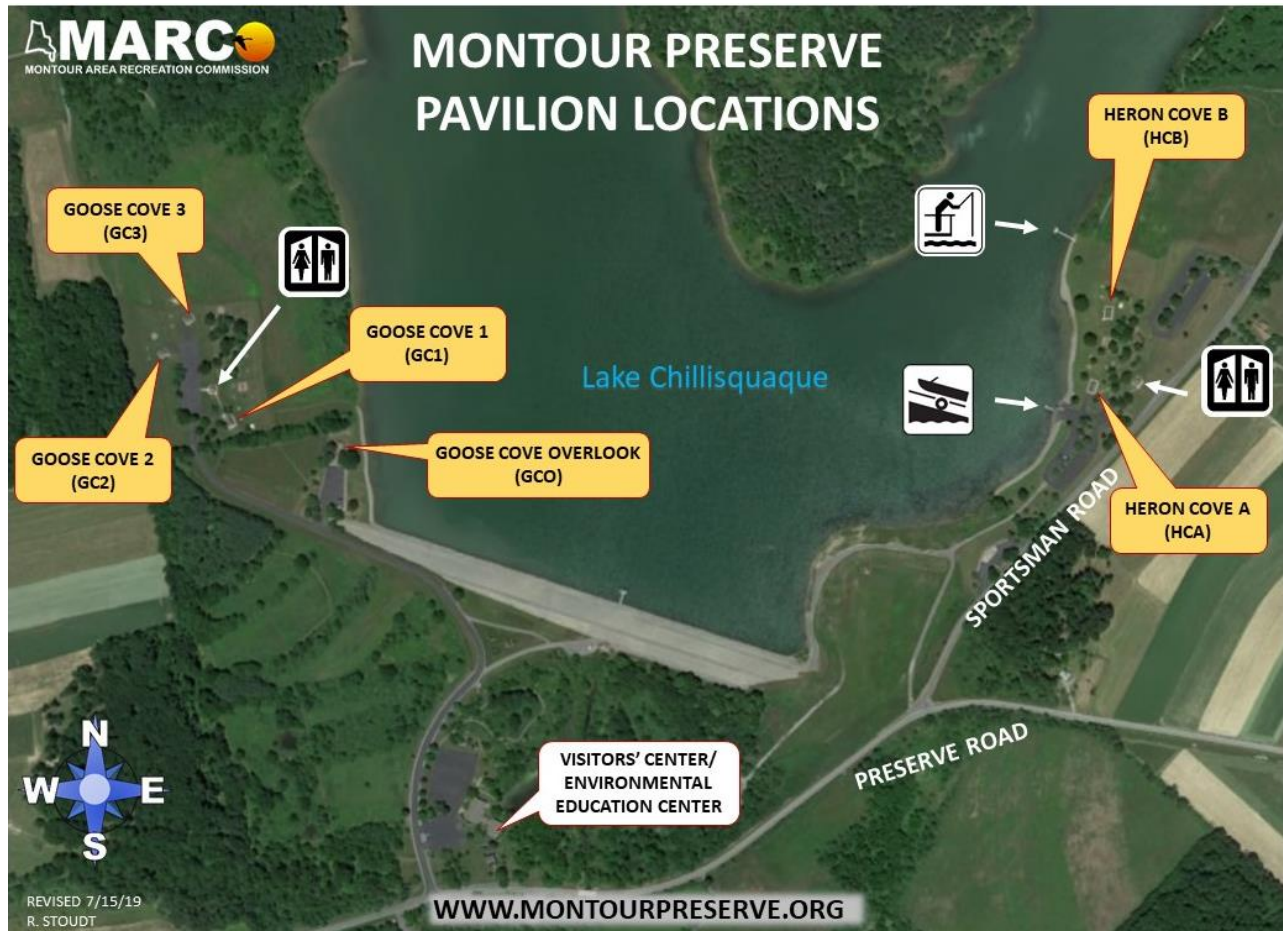 MARCO
MONTOUR AREA RECREATION COMMISSION
MONTOUR PRESERVE
PAVILION LOCATIONS
HERON COVE B
(HCB)
GOOSE COVE 3
(GC3)
GOOSE COVE 1
(GC1)
Lake Chillisquaque
GOOSE COVE 2
(GC2)
GOOSE COVE OVERLOOK
(GCO)
HERON COVE A
(HCA)
SPORTSMAN ROAD
PRESERVE ROAD
VISITORS' CENTER/
ENVIRONMENTAL
EDUCATION CENTER
N
W E
S
REVISED 7/15/19
R. STOUDT
WWW.MONTOURPRESERVE.ORG